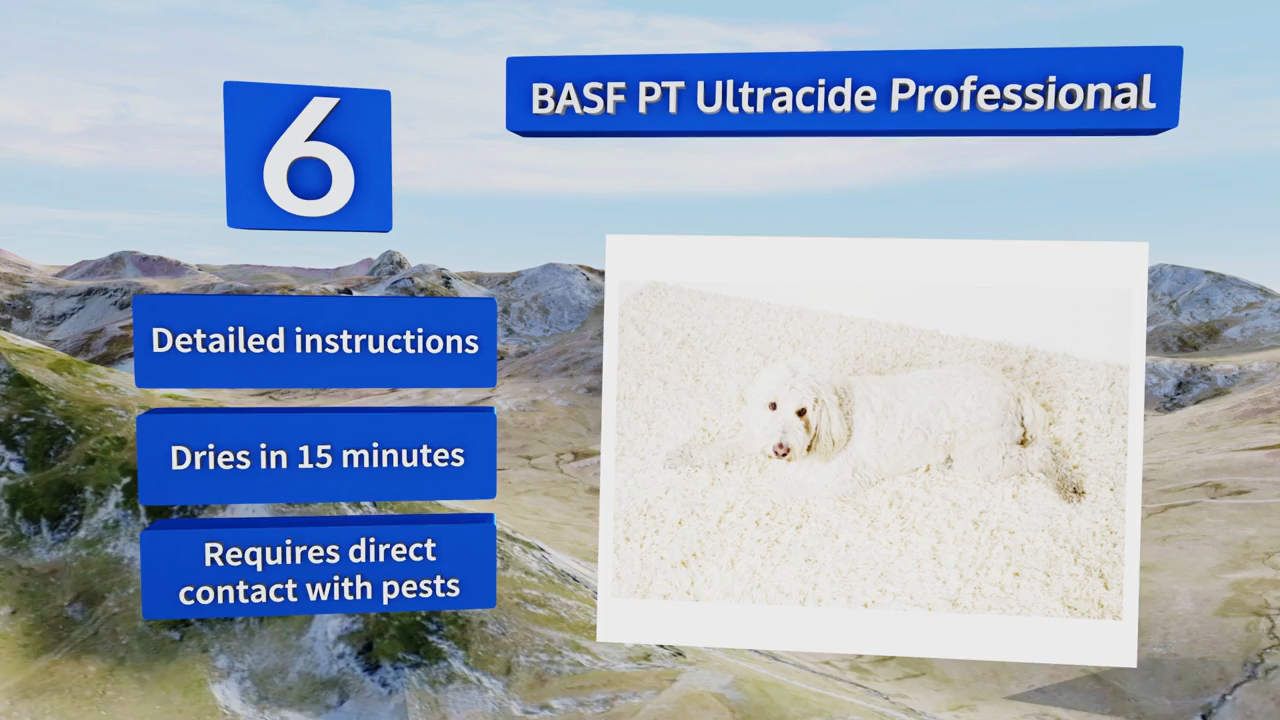 6
BASF PT Ultracide Professional
Detailed instructions
Dries in 15 minutes
Requires direct
contact with pests